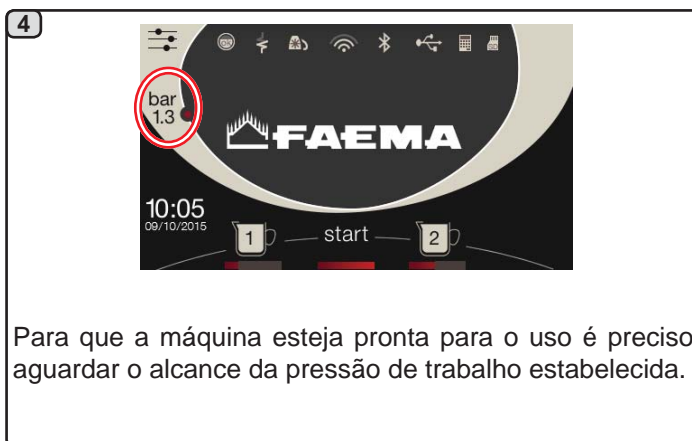 4
bar
1.3
FAEMA
10:05
09/10/2015
1 start 2
Para que a máquina esteja pronta para o uso é preciso
aguardar o alcance da pressão de trabalho estabelecida.